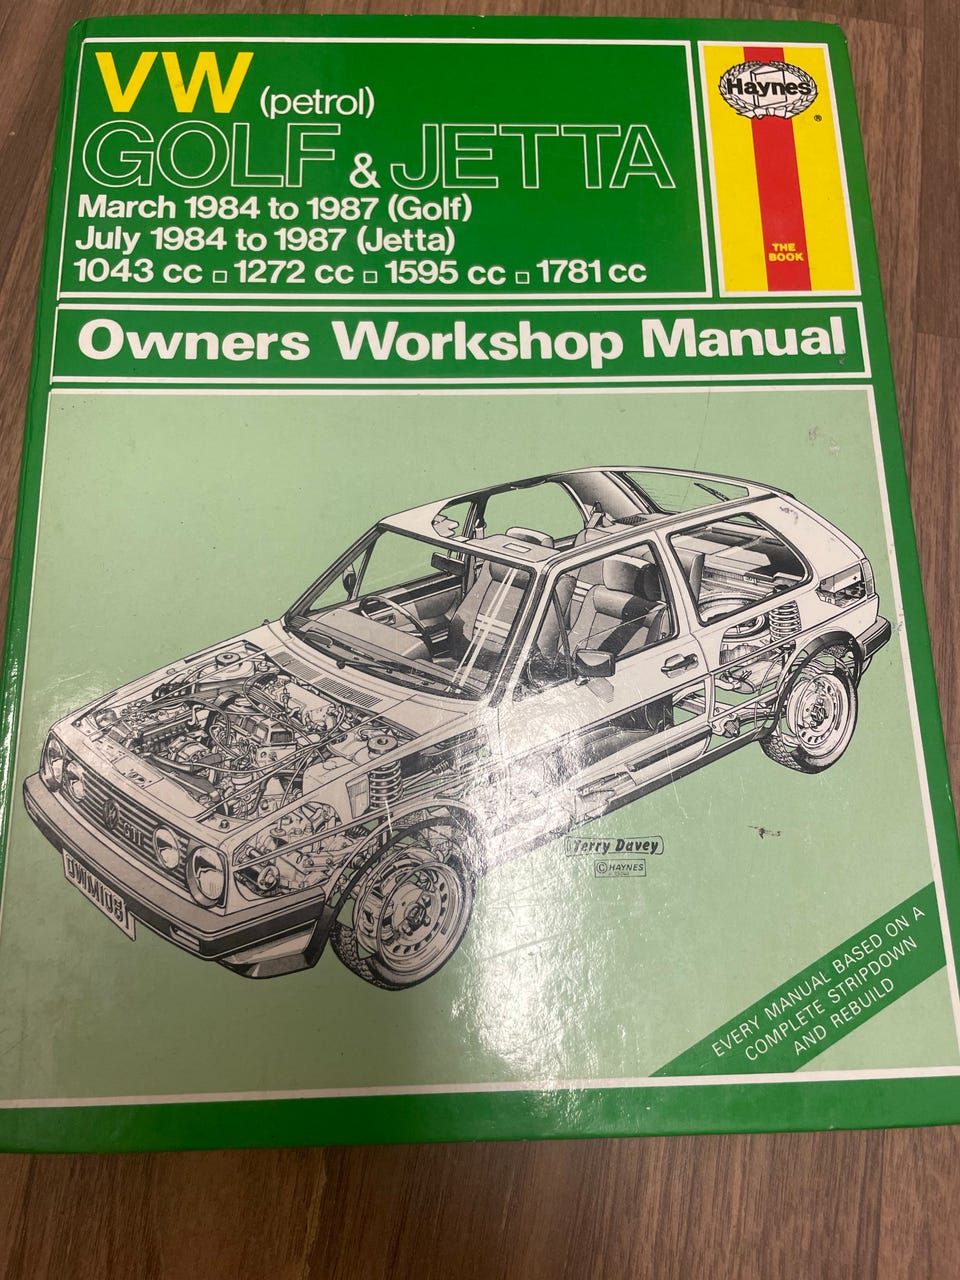 VW (petrol)
GOLF & JETTA
March 1984 to 1987 (Golf)
July 1984 to 1987 (Jetta)
1043 cc □ 1272 cc □ 1595 cc □ 1781 cc
Haynes
®
THE
BOOK
Owners Workshop Manual
GTI
Terry Davey
© HAYNES
EVERY MANUAL BASED ON A
COMPLETE STRIPDOWN
AND REBUILD